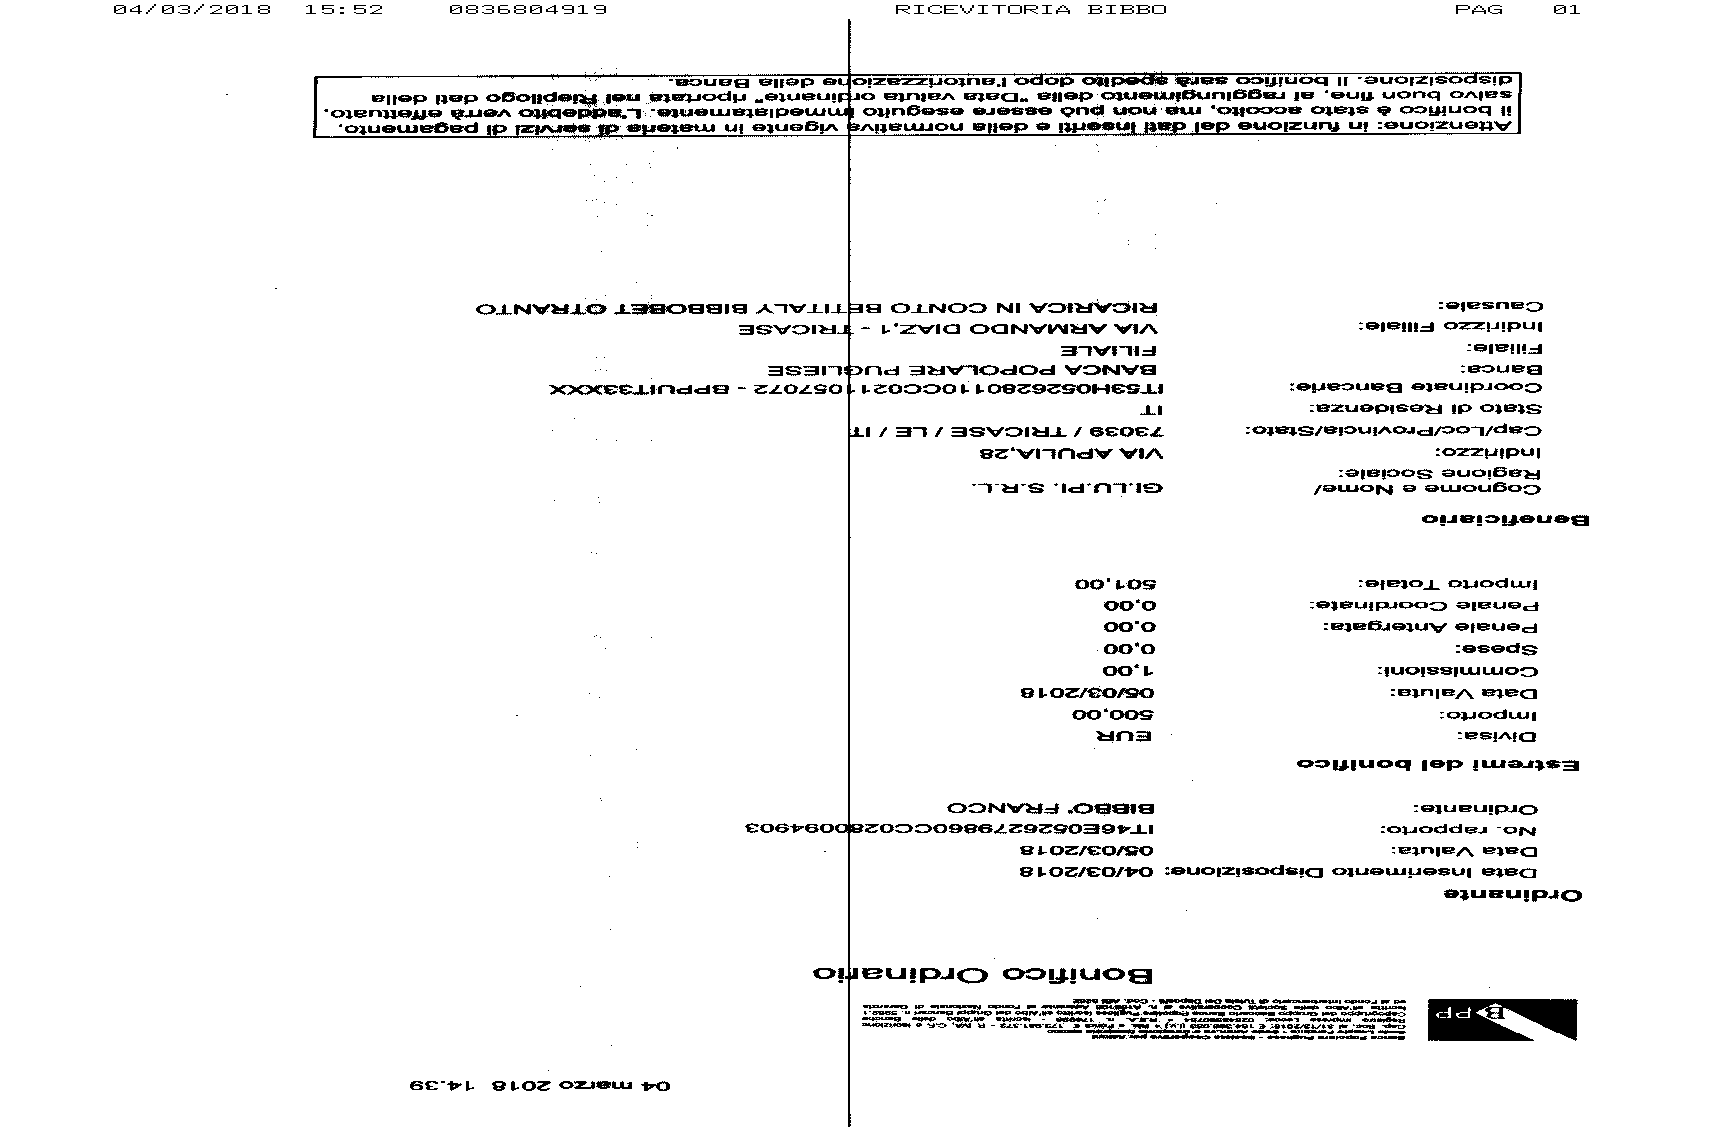 04/03/2018 15:52 0836804919 RICEVITORIA BIBBO PAG 01
04 marzo 2018 14.39
BPP
Bonifico Ordinario
Ordinante
Data Inserimento Disposizione: 04/03/2018
Data Valuta: 05/03/2018
No. rapporto: IT46E0526279860CC0280094903
Ordinante: BIBBO' FRANCO
Estremi del bonifico
Divisa: EUR
Importo: 500,00
Data Valuta: 05/03/2018
Commissioni: 1,00
Spese: 0,00
Penale Antergata: 0,00
Penale Coordinate: 0,00
Importo Totale: 501,00
Beneficiario
Cognome e Nome/ GI.LU.PI. S.R.L.
Ragione Sociale:
Indirizzo: VIA APULIA,28
Cap/Loc/Provincia/Stato: 73039 / TRICASE / LE / IT
Stato di Residenza: IT
Coordinate Bancarie: IT53H0526280110CC0211057072 - BPPUIT33XXX
Banca: BANCA POPOLARE PUGLIESE
Filiale: FILIALE
Indirizzo Filiale: VIA ARMANDO DIAZ,1 - TRICASE
Causale: RICARICA IN CONTO BETITALY BIBBOBET OTRANTO
Attenzione: in funzione dei dati inseriti e della normativa vigente in materia di servizi di pagamento,
il bonifico è stato accolto, ma non può essere eseguito immediatamente. L'addebito verrà effettuato,
salvo buon fine, al raggiungimento della "Data valuta ordinante" riportata nel Riepilogo dati della
disposizione. Il bonifico sarà spedito dopo l'autorizzazione della Banca.